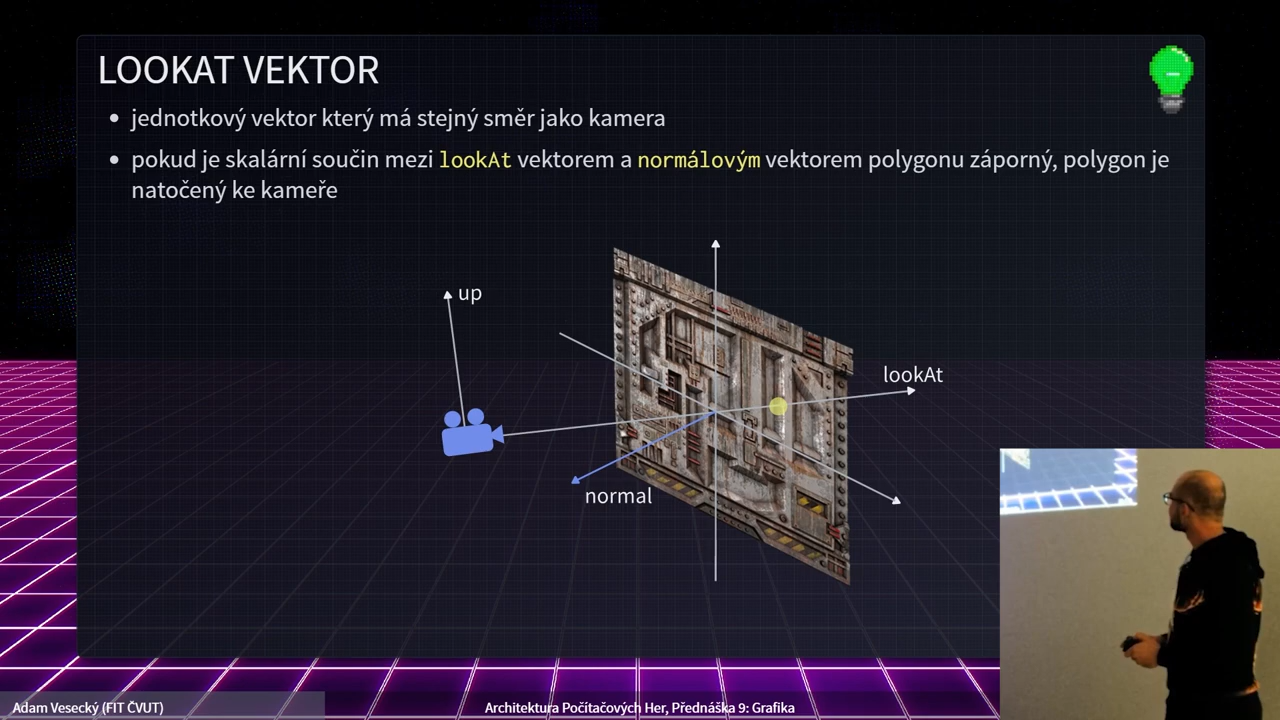 LOOKAT VEKTOR
jednotkový vektor který má stejný směr jako kamera
pokud je skalární součin mezi lookAt vektorem a normálovým vektorem polygonu záporný, polygon je
natočený ke kameře
up
lookAt
normal
Adam Vesecký (FIT ČVUT)
Architektura Počítačových Her, Přednáška 9: Grafika